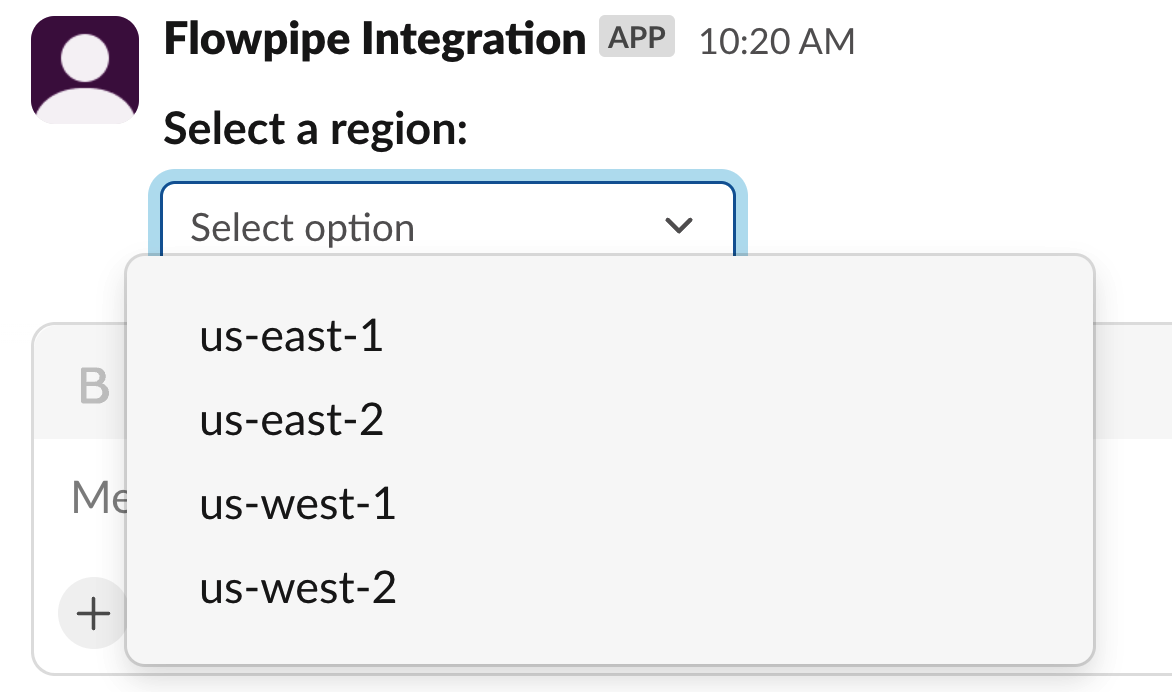 Flowpipe Integration APP 10:20 AM
Select a region:
Select option
us-east-1
us-east-2
B
us-west-1
Me
us-west-2